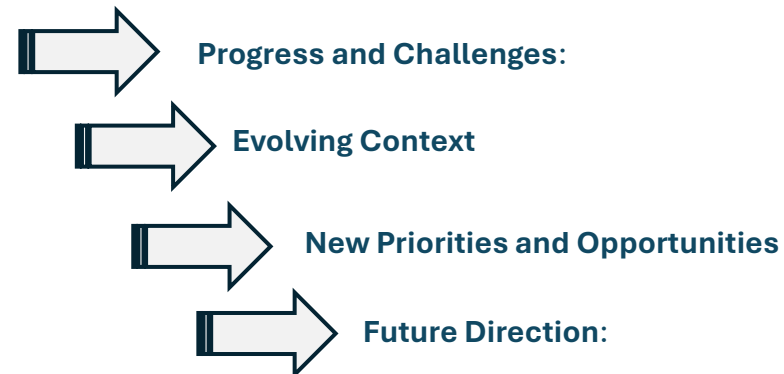 Progress and Challenges:
Evolving Context
New Priorities and Opportunities
Future Direction: